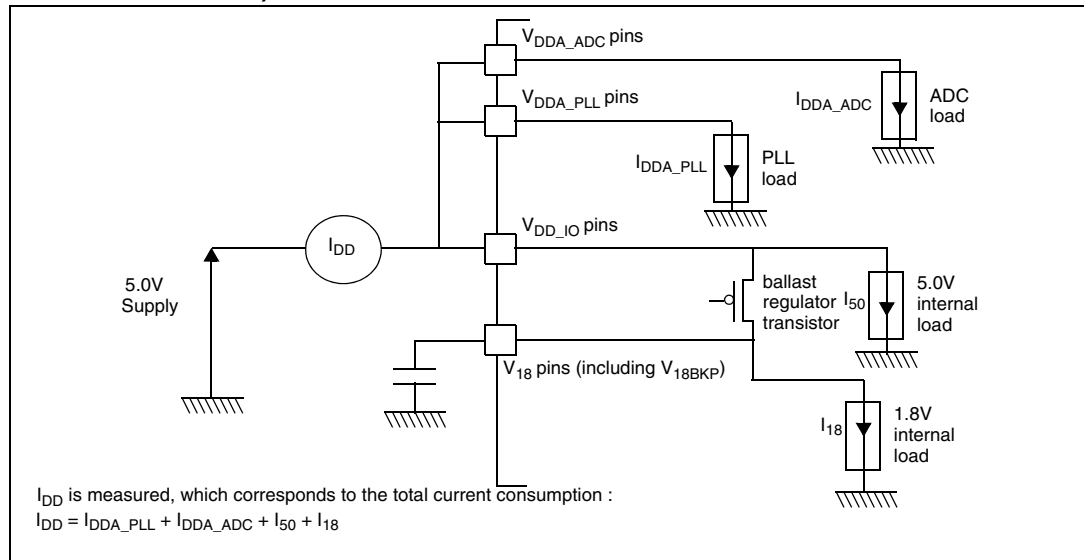 V_DDA_ADC pins
I_DDA_ADC
ADC
load
V_DDA_PLL pins
I_DDA_PLL
PLL
load
V_DD_IO pins
I_DD
5.0V
Supply
ballast
regulator
transistor
I_50
5.0V
internal
load
V_18 pins (including V_18BKP)
I_18
1.8V
internal
load
I_DD is measured, which corresponds to the total current consumption :
I_DD = I_DDA_PLL + I_DDA_ADC + I_50 + I_18